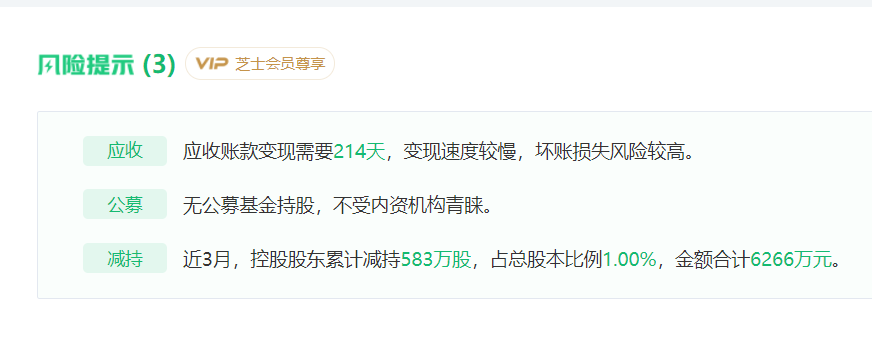 风险提示 (3) VIP 芝士会员尊享
应收 应收账款变现需要214天，变现速度较慢，坏账损失风险较高。
公募 无公募基金持股，不受内资机构青睐。
减持 近3月，控股股东累计减持583万股，占总股本比例1.00%，金额合计6266万元。